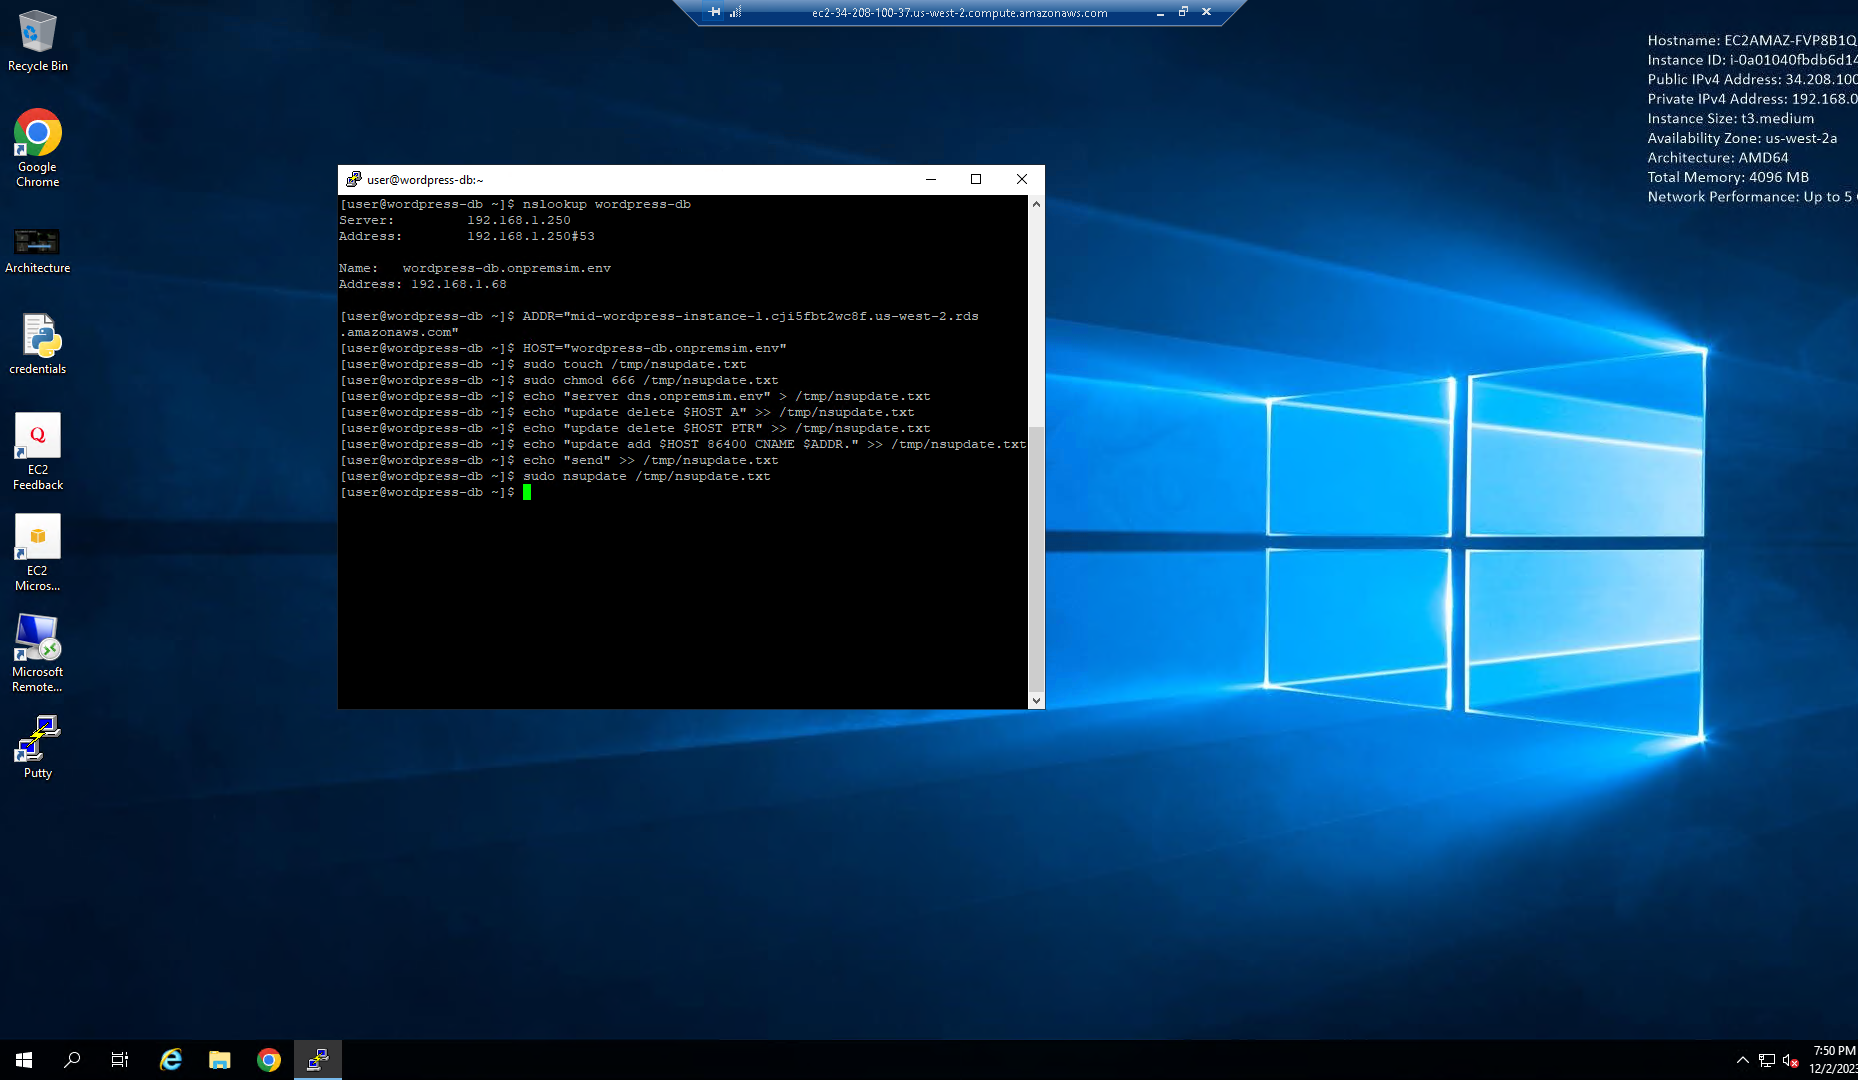 ec2-34-208-100-37.us-west-2.compute.amazonaws.com
Recycle Bin
Google
Chrome
Architecture
credentials
EC2
Feedback
EC2
Micros...
Microsoft
Remote...
Putty
Hostname: EC2AMAZ-FVP8B1Q
Instance ID: i-0a01040fbdb6d14
Public IPv4 Address: 34.208.100
Private IPv4 Address: 192.168.0
Instance Size: t3.medium
Availability Zone: us-west-2a
Architecture: AMD64
Total Memory: 4096 MB
Network Performance: Up to 5
user@wordpress-db:~
[user@wordpress-db ~]$ nslookup wordpress-db
Server:         192.168.1.250
Address:        192.168.1.250#53
Name:   wordpress-db.onpremsim.env
Address: 192.168.1.68
[user@wordpress-db ~]$ ADDR="mid-wordpress-instance-1.cji5fbt2wc8f.us-west-2.rds
.amazonaws.com"
[user@wordpress-db ~]$ HOST="wordpress-db.onpremsim.env"
[user@wordpress-db ~]$ sudo touch /tmp/nsupdate.txt
[user@wordpress-db ~]$ sudo chmod 666 /tmp/nsupdate.txt
[user@wordpress-db ~]$ echo "server dns.onpremsim.env" > /tmp/nsupdate.txt
[user@wordpress-db ~]$ echo "update delete $HOST A" >> /tmp/nsupdate.txt
[user@wordpress-db ~]$ echo "update delete $HOST PTR" >> /tmp/nsupdate.txt
[user@wordpress-db ~]$ echo "update add $HOST 86400 CNAME $ADDR." >> /tmp/nsupdate.txt
[user@wordpress-db ~]$ echo "send" >> /tmp/nsupdate.txt
[user@wordpress-db ~]$ sudo nsupdate /tmp/nsupdate.txt
[user@wordpress-db ~]$
7:50 PM
12/2/2023